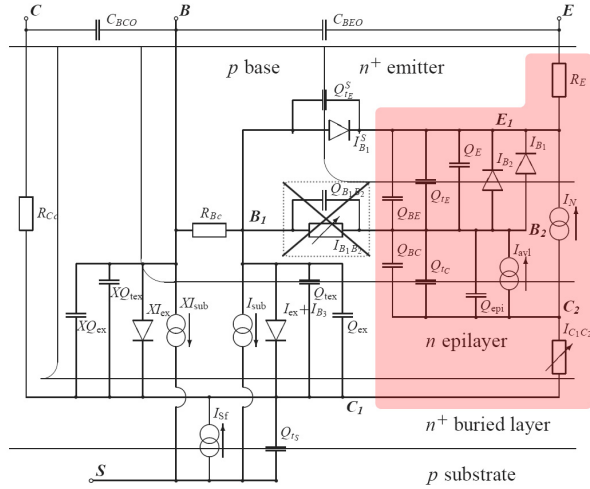 C
B
E
C_BCO
C_BEO
p base
n+ emitter
R_E
Q^S_tE
E_1
I^S_B1
Q_E
I_B2
I_B1
Q_B1B2
Q_BE
Q_tE
I_N
R_Cc
R_Bc
B_1
B_2
I_B1B2
Q_BC
Q_tC
I_avl
XQ_tex
XI_ex
XI_sub
I_sub
Q_tex
Q_epi
C_2
XQ_ex
I_ex + I_B3
Q_ex
n epilayer
I_C1C2
C_1
I_Sf
n+ buried layer
Q_tS
S
p substrate